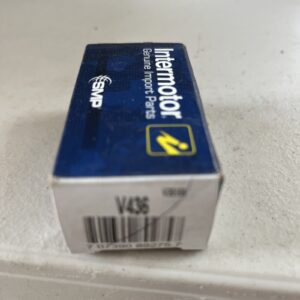 Intermotor
Genuine Import Parts
SMP
V436